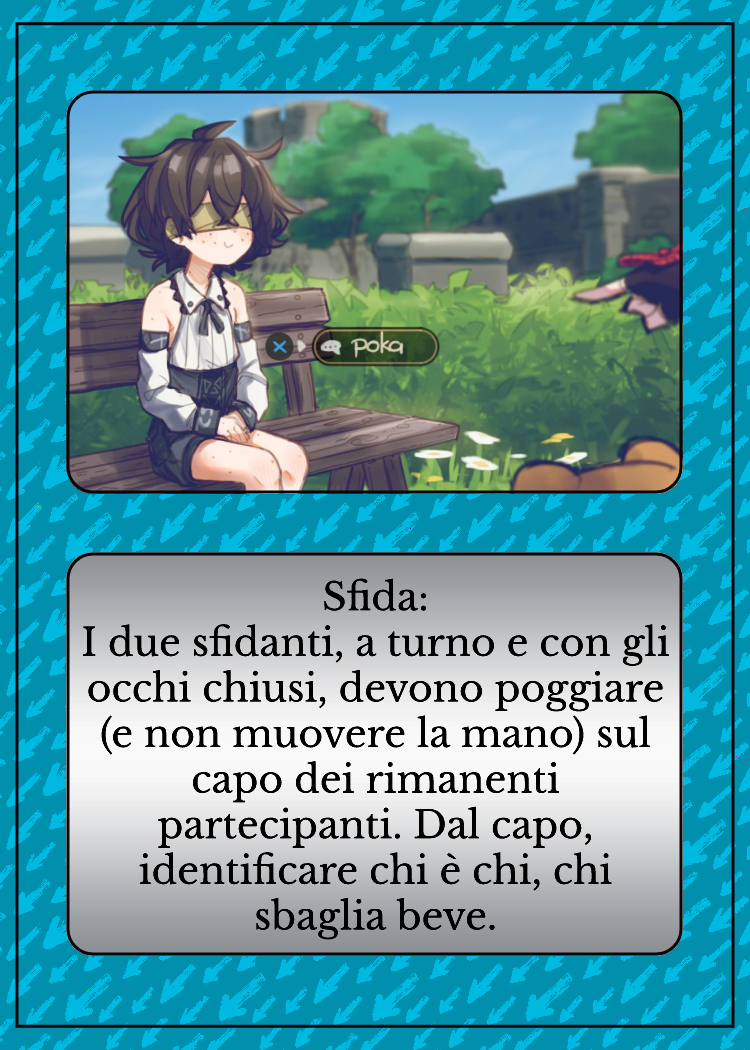 poka
Sfida:
I due sfidanti, a turno e con gli
occhi chiusi, devono poggiare
(e non muovere la mano) sul
capo dei rimanenti
partecipanti. Dal capo,
identificare chi è chi, chi
sbaglia beve.